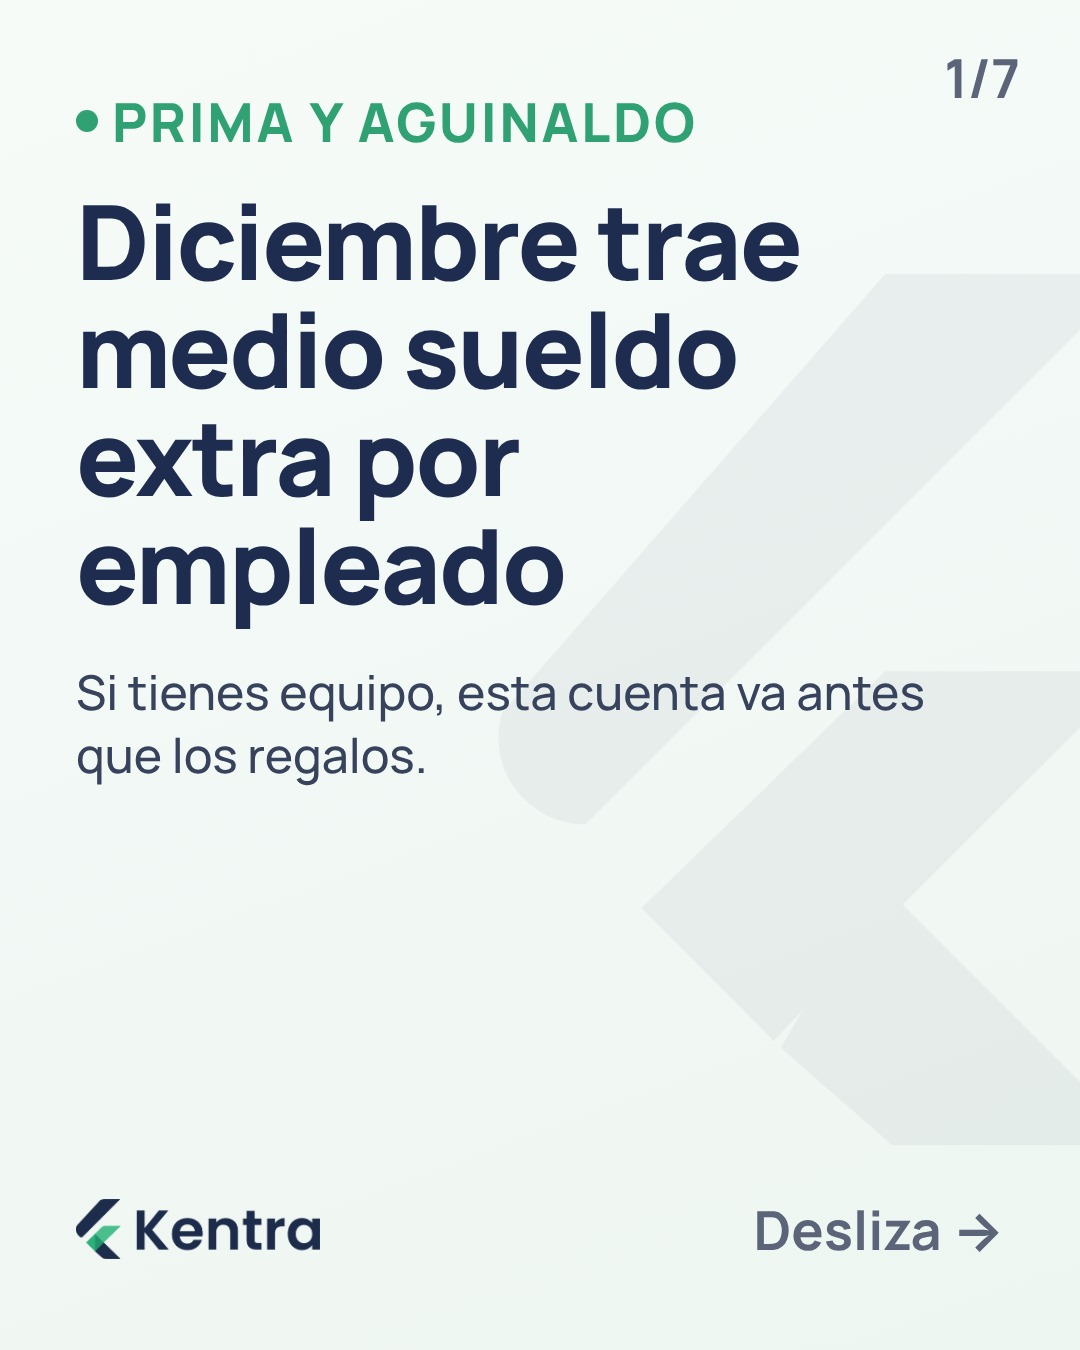 1/7
• PRIMA Y AGUINALDO
Diciembre trae
medio sueldo
extra por
empleado
Si tienes equipo, esta cuenta va antes
que los regalos.
Kentra
Desliza →